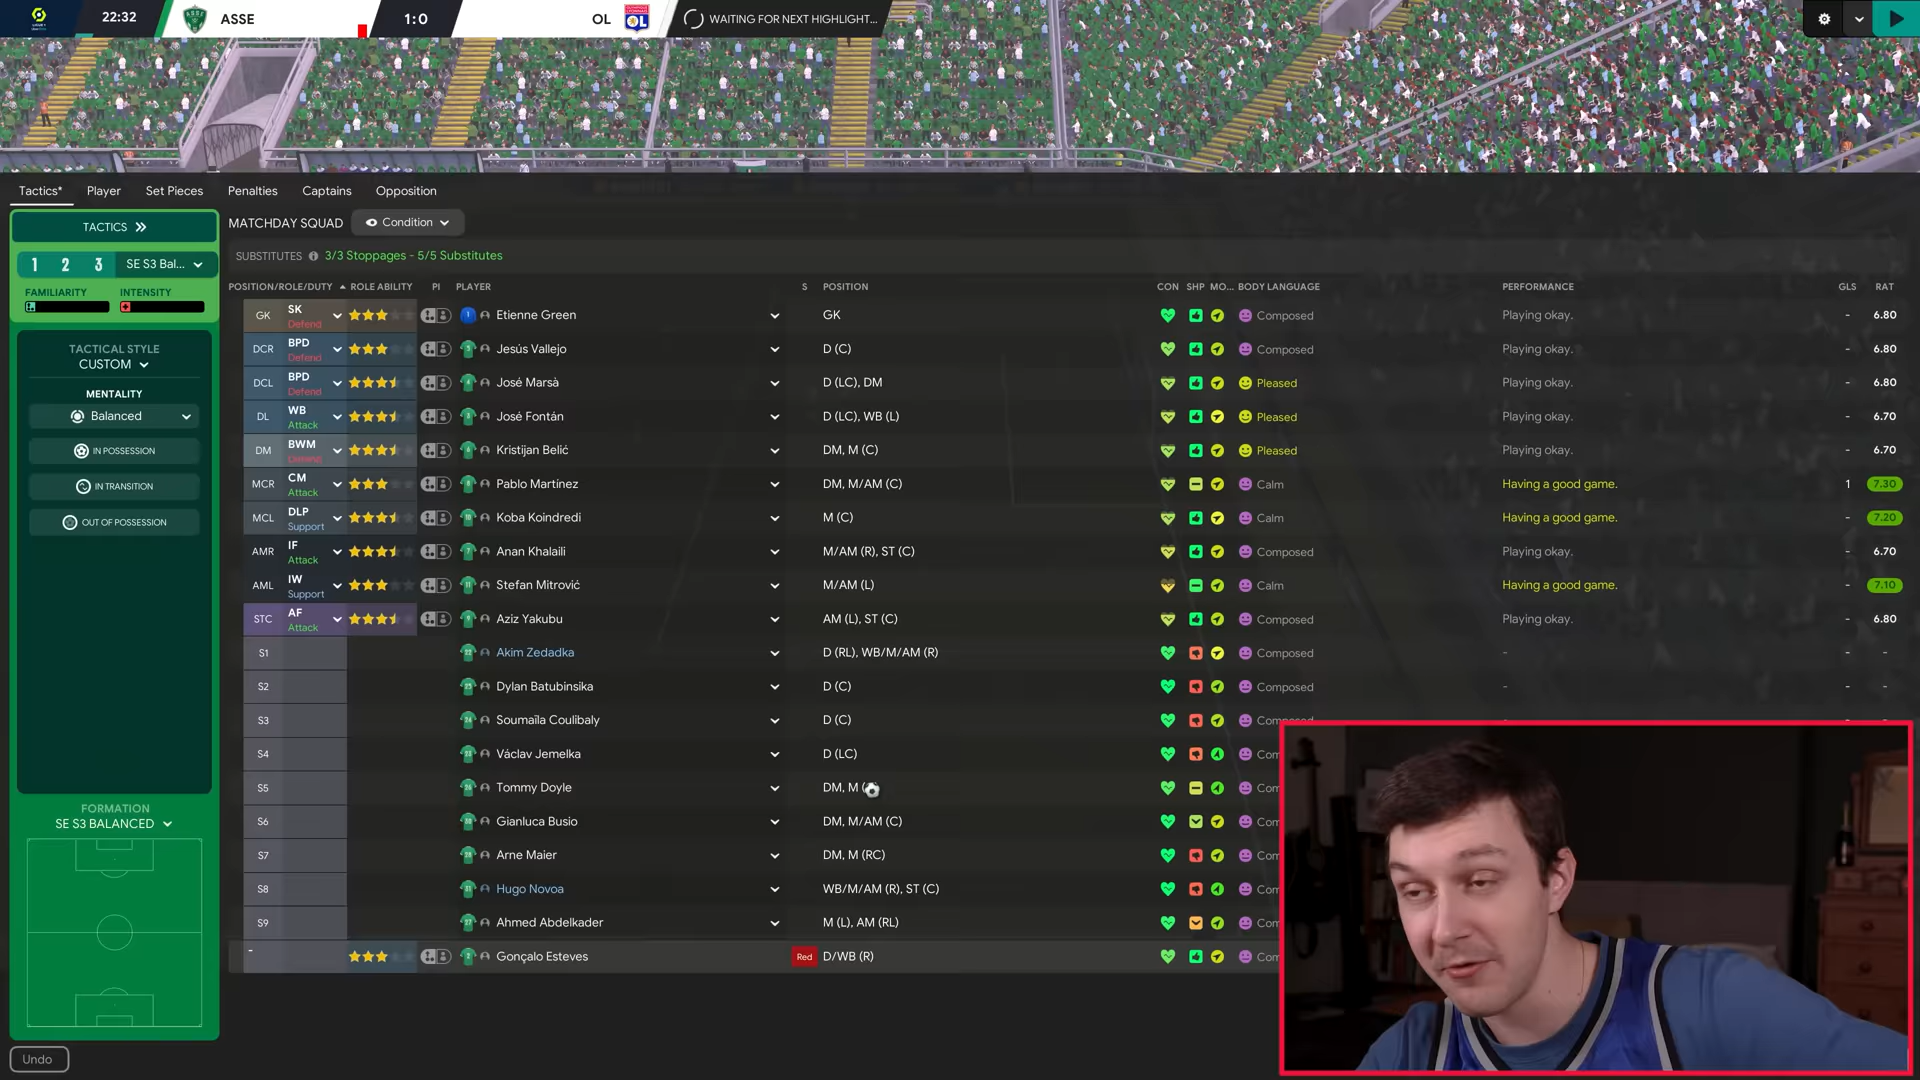 22:32 ASSE 1:0 OL WAITING FOR NEXT HIGHLIGHT...
Tactics* Player Set Pieces Penalties Captains Opposition
TACTICS
1 2 3 SE S3 Bal...
FAMILIARITY INTENSITY
TACTICAL STYLE
CUSTOM
MENTALITY
Balanced
IN POSSESSION
IN TRANSITION
OUT OF POSSESSION
FORMATION
SE S3 BALANCED
Undo
MATCHDAY SQUAD Condition
SUBSTITUTES 3/3 Stoppages - 5/5 Substitutes
POSITION/ROLE/DUTY ROLE ABILITY PI PLAYER S POSITION CON SHP MO... BODY LANGUAGE PERFORMANCE GLS RAT
GK SK Defend Etienne Green GK Composed Playing okay. - 6.80
DCR BPD Defend Jesús Vallejo D (C) Composed Playing okay. - 6.80
DCL BPD Defend José Marsà D (LC), DM Pleased Playing okay. - 6.80
DL WB Attack José Fontán D (LC), WB (L) Pleased Playing okay. - 6.70
DM BWM Defend Kristijan Belić DM, M (C) Pleased Playing okay. - 6.70
MCR CM Attack Pablo Martínez DM, M/AM (C) Calm Having a good game. 1 7.30
MCL DLP Support Koba Koindredi M (C) Calm Having a good game. - 7.20
AMR IF Attack Anan Khalaili M/AM (R), ST (C) Composed Playing okay. - 6.70
AML IW Support Stefan Mitrović M/AM (L) Calm Having a good game. - 7.10
STC AF Attack Aziz Yakubu AM (L), ST (C) Composed Playing okay. - 6.80
S1 Akim Zedadka D (RL), WB/M/AM (R) Composed - - -
S2 Dylan Batubinsika D (C) Composed - - -
S3 Soumaïla Coulibaly D (C) Composed
S4 Václav Jemelka D (LC) Com
S5 Tommy Doyle DM, M ( Com
S6 Gianluca Busio DM, M/AM (C) Com
S7 Arne Maier DM, M (RC) Com
S8 Hugo Novoa WB/M/AM (R), ST (C) Com
S9 Ahmed Abdelkader M (L), AM (RL) Com
- Gonçalo Esteves Red D/WB (R) Com